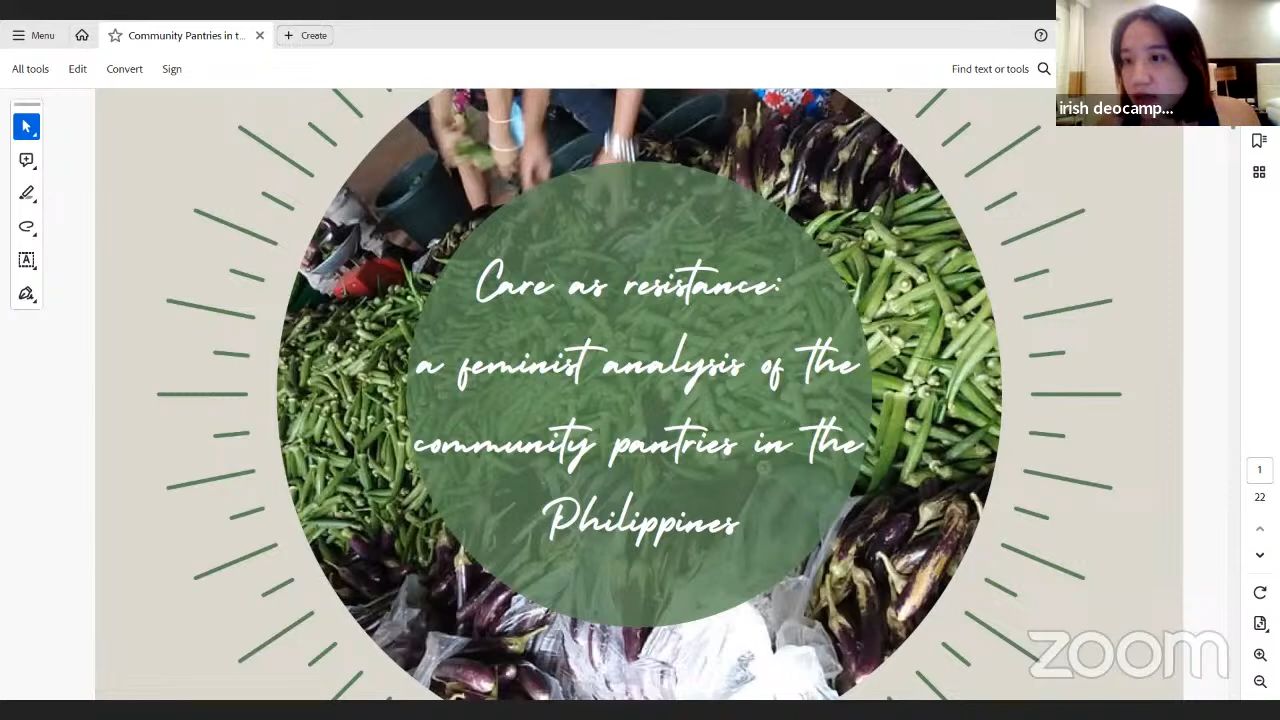 Menu
Community Pantries in t...
Create
All tools
Edit
Convert
Sign
Find text or tools
irish deocamp...
Care as resistance:
a feminist analysis of the
community pantries in the
Philippines
1
22
zoom